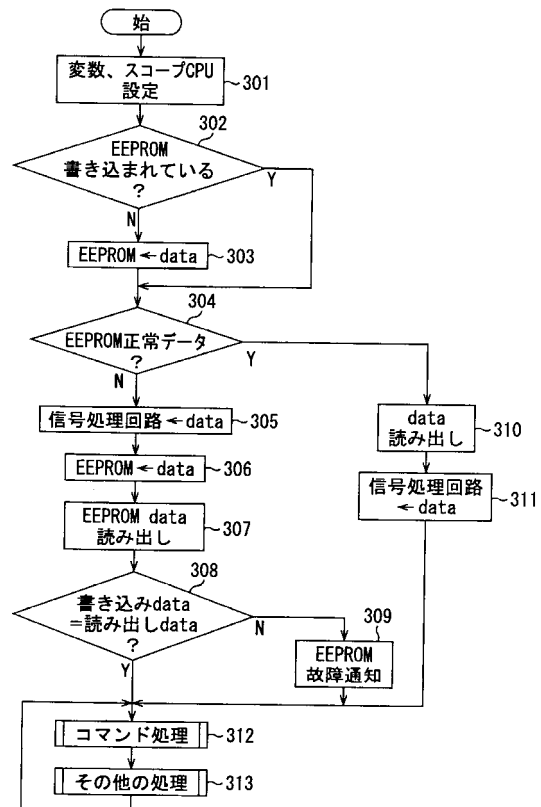 始
変数、スコープCPU
設定
301
302
EEPROM
書き込まれている
?
Y
N
EEPROM←data
303
304
EEPROM正常データ
?
Y
N
信号処理回路←data
305
data
読み出し
310
EEPROM←data
306
信号処理回路
←data
311
EEPROM data
読み出し
307
308
書き込みdata
=読み出しdata
?
N
Y
309
EEPROM
故障通知
コマンド処理
312
その他の処理
313